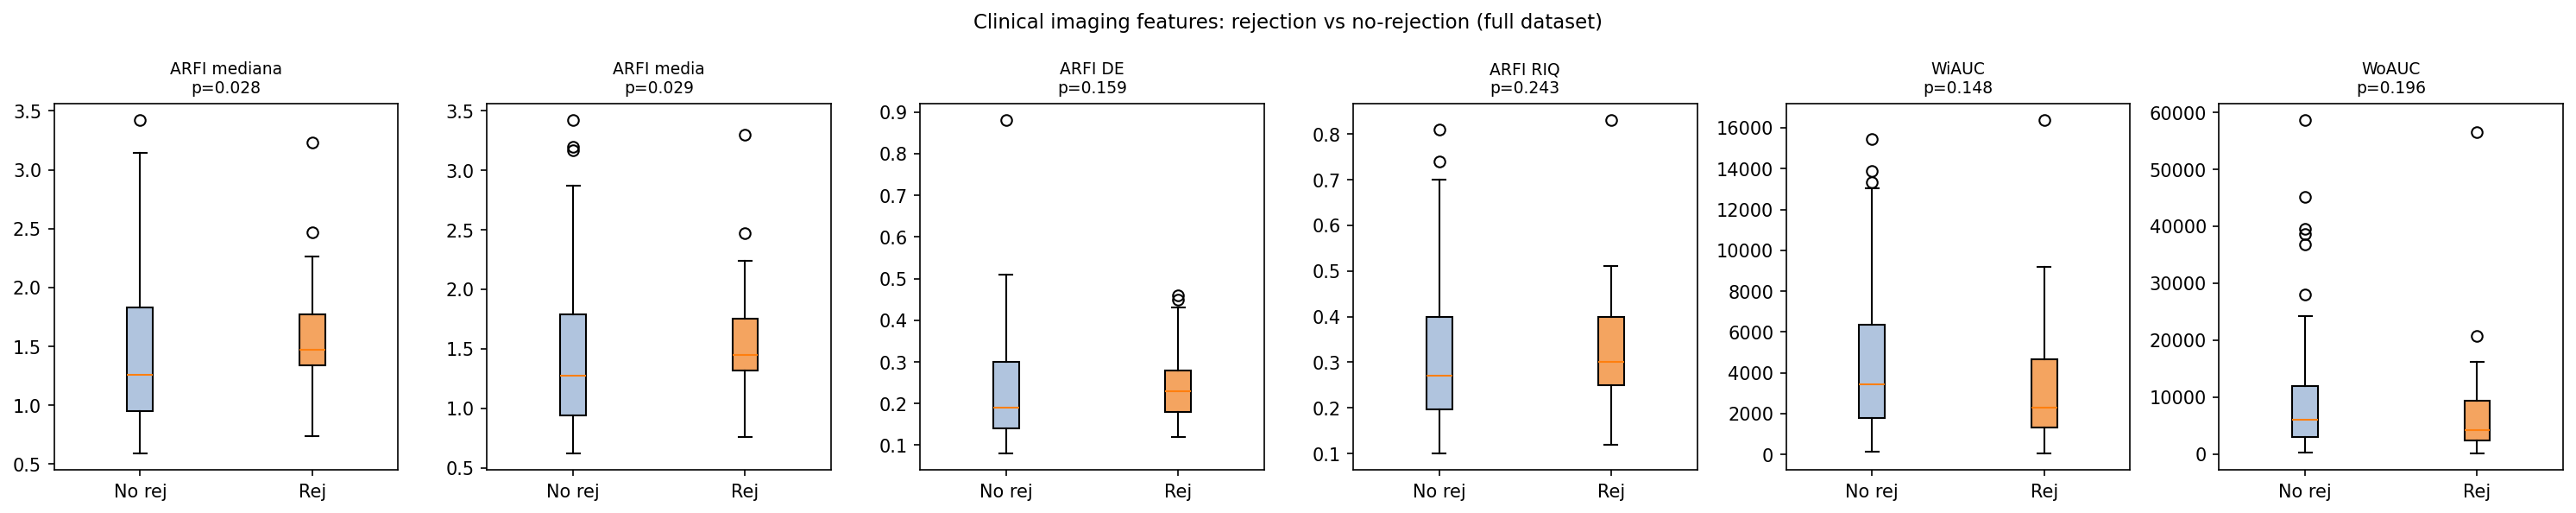 Clinical imaging features: rejection vs no-rejection (full dataset)
ARFI mediana
p=0.028
3.5
3.0
2.5
2.0
1.5
1.0
0.5
No rej
Rej
ARFI media
p=0.029
3.5
3.0
2.5
2.0
1.5
1.0
0.5
No rej
Rej
ARFI DE
p=0.159
0.9
0.8
0.7
0.6
0.5
0.4
0.3
0.2
0.1
No rej
Rej
ARFI RIQ
p=0.243
0.8
0.7
0.6
0.5
0.4
0.3
0.2
0.1
No rej
Rej
WiAUC
p=0.148
16000
14000
12000
10000
8000
6000
4000
2000
0
No rej
Rej
WoAUC
p=0.196
60000
50000
40000
30000
20000
10000
0
No rej
Rej